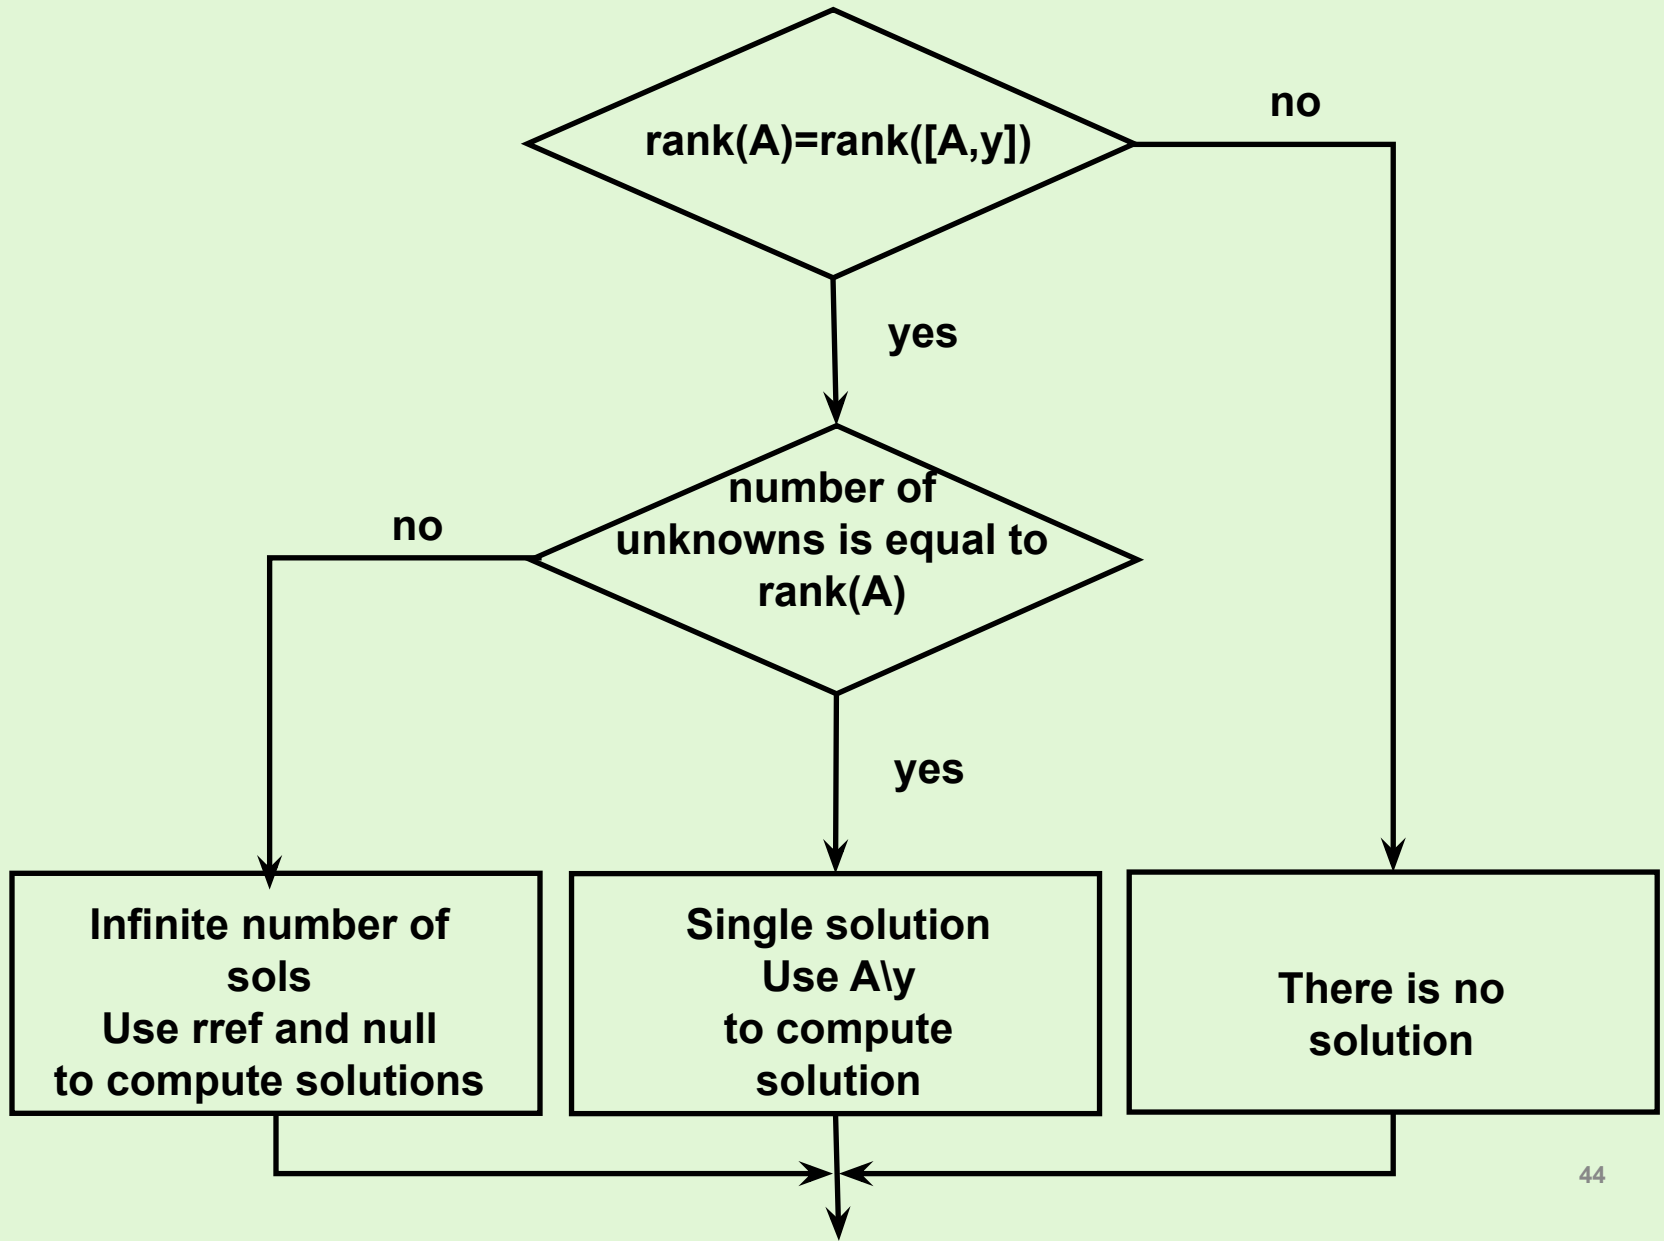 rank(A)=rank([A,y])
no
yes
number of
unknowns is equal to
rank(A)
no
yes
Infinite number of
sols
Use rref and null
to compute solutions
Single solution
Use A\y
to compute
solution
There is no
solution
44